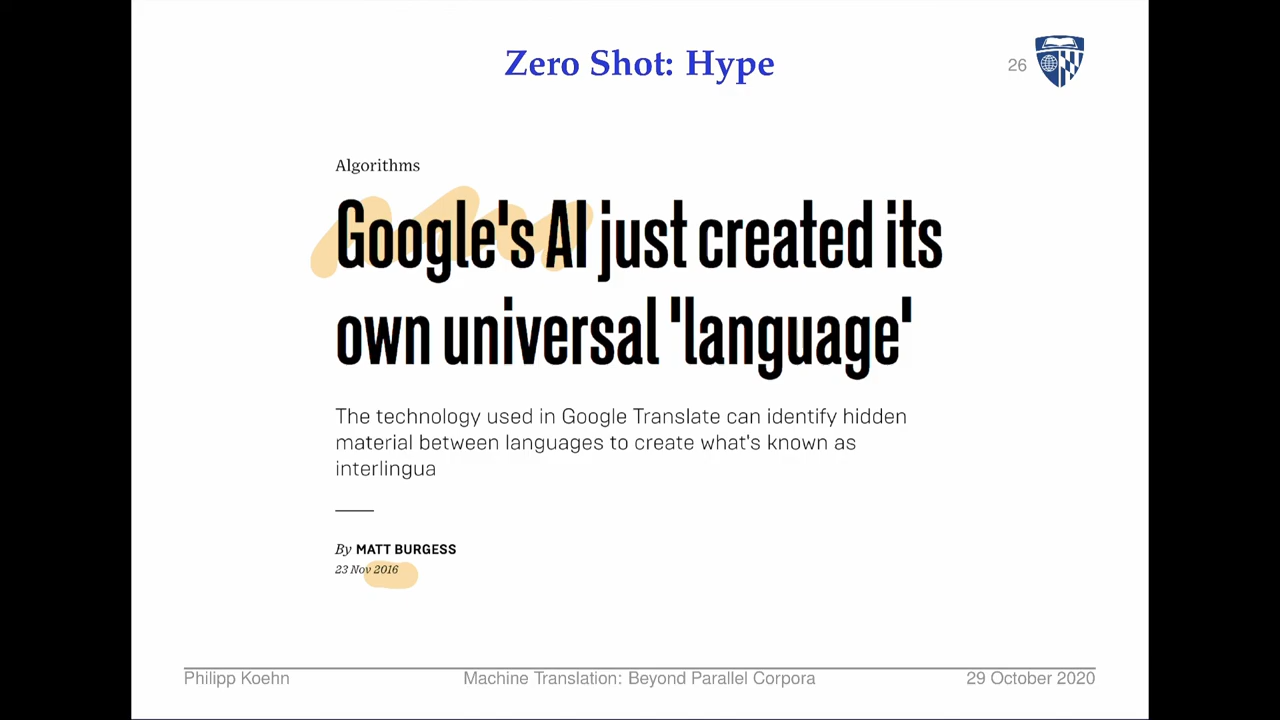 Zero Shot: Hype
26
Algorithms
Google's AI just created its
own universal 'language'
The technology used in Google Translate can identify hidden
material between languages to create what's known as
interlingua
By MATT BURGESS
23 Nov 2016
Philipp Koehn
Machine Translation: Beyond Parallel Corpora
29 October 2020